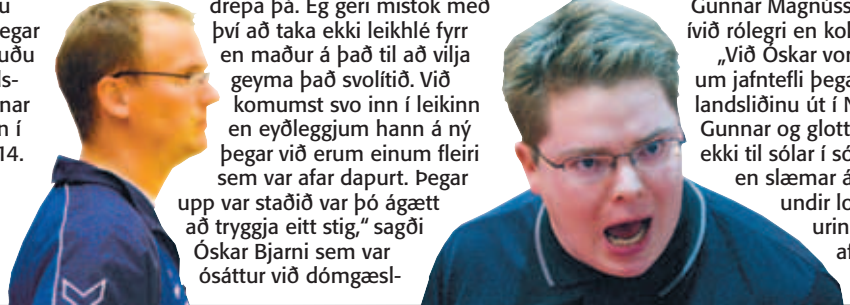 u
egar
uðu
ds-
nar
n í
14.
drepa þá. Ég geri mistök með
því að taka ekki leikhlé fyrr
en maður á það til að vilja
geyma það svolítið. Við
komumst svo inn í leikinn
en eyðleggjum hann á ný
þegar við erum einum fleiri
sem var afar dapurt. Þegar
upp var staðið var þó ágætt
að tryggja eitt stig,“ sagði
Óskar Bjarni sem var
ósáttur við dómgæsl-
Gunnar Magnúss
ívið rólegri en kol
„Við Óskar vor
um jafntefli þega
landsliðinu út í N
Gunnar og glott
ekki til sólar í só
en slæmar á
undir lo
urin
af